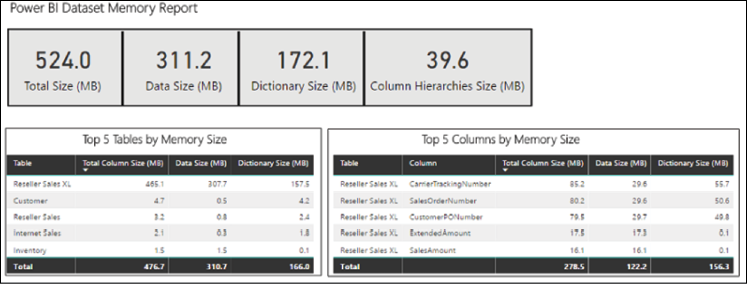 Power BI Dataset Memory Report
524.0 311.2 172.1 39.6
Total Size (MB) Data Size (MB) Dictionary Size (MB) Column Hierarchies Size (MB)
Top 5 Tables by Memory Size
Table Total Column Size (MB) Data Size (MB) Dictionary Size (MB)
Reseller Sales XL 465.1 307.7 157.5
Customer 4.7 0.5 4.2
Reseller Sales 3.2 0.8 2.4
Internet Sales 2.1 0.3 1.8
Inventory 1.5 1.5 0.1
Total 476.7 310.7 166.0
Top 5 Columns by Memory Size
Table Column Total Column Size (MB) Data Size (MB) Dictionary Size (MB)
Reseller Sales XL CarrierTrackingNumber 85.2 29.6 55.7
Reseller Sales XL SalesOrderNumber 80.2 29.6 50.6
Reseller Sales XL CustomerPONumber 79.5 29.7 49.8
Reseller Sales XL ExtendedAmount 17.5 17.3 0.1
Reseller Sales XL SalesAmount 16.1 16.1 0.1
Total 278.5 122.2 156.3